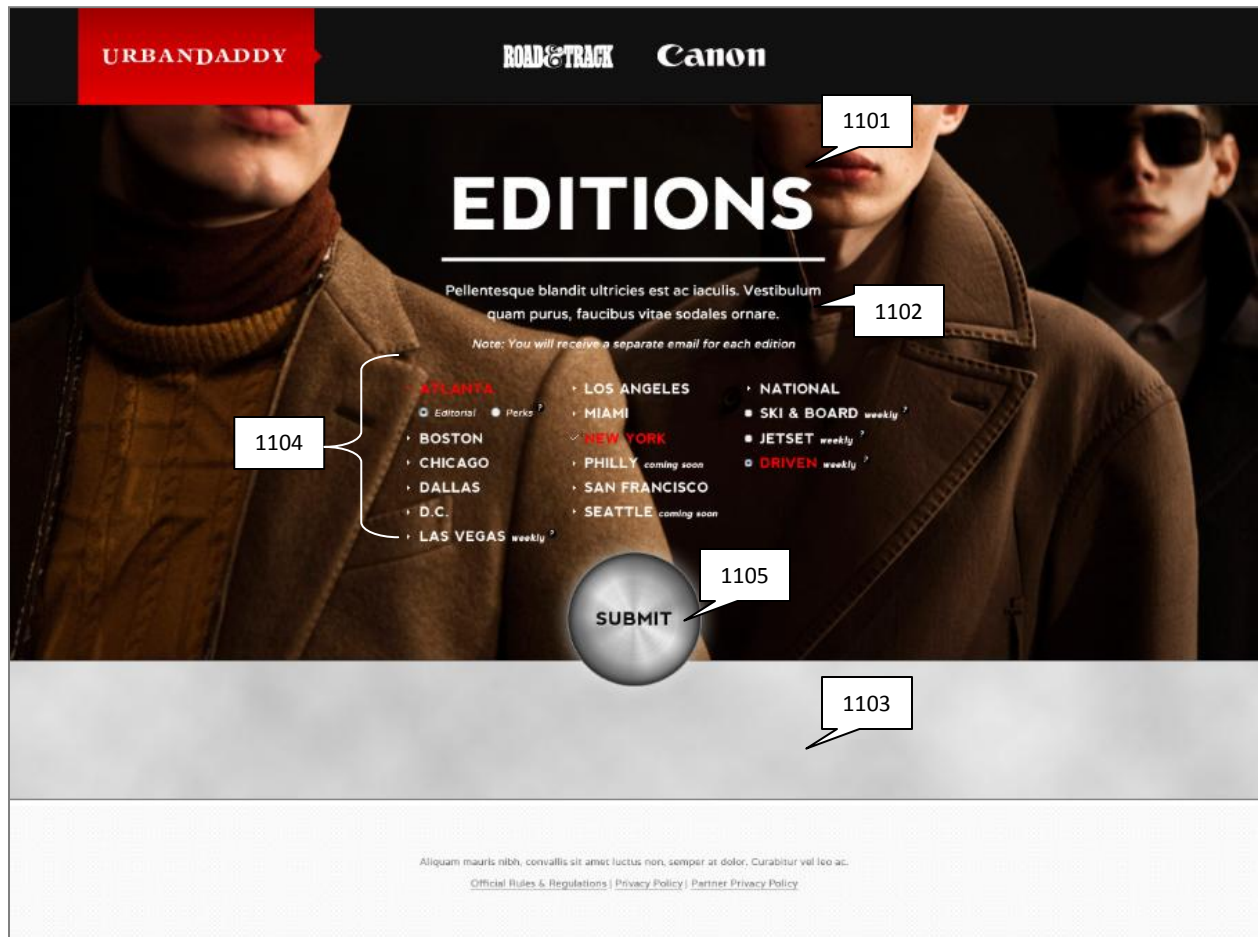 URBANDADDY
ROAD & TRACK Canon
1101
EDITIONS
Pellentesque blandit ultricies est ac iaculis. Vestibulum
quam purus, faucibus vitae sodales ornare.
1102
Note: You will receive a separate email for each edition
1104
ATLANTA
Editorial Perks ?
BOSTON
CHICAGO
DALLAS
D.C.
LAS VEGAS weekly ?
LOS ANGELES
MIAMI
NEW YORK
PHILLY coming soon
SAN FRANCISCO
SEATTLE coming soon
NATIONAL
SKI & BOARD weekly ?
JETSET weekly ?
DRIVEN weekly ?
1105
SUBMIT
1103
Aliquam mauris nibh, convallis sit amet luctus non, semper at dolor. Curabitur vel leo ac.
Official Rules & Regulations | Privacy Policy | Partner Privacy Policy